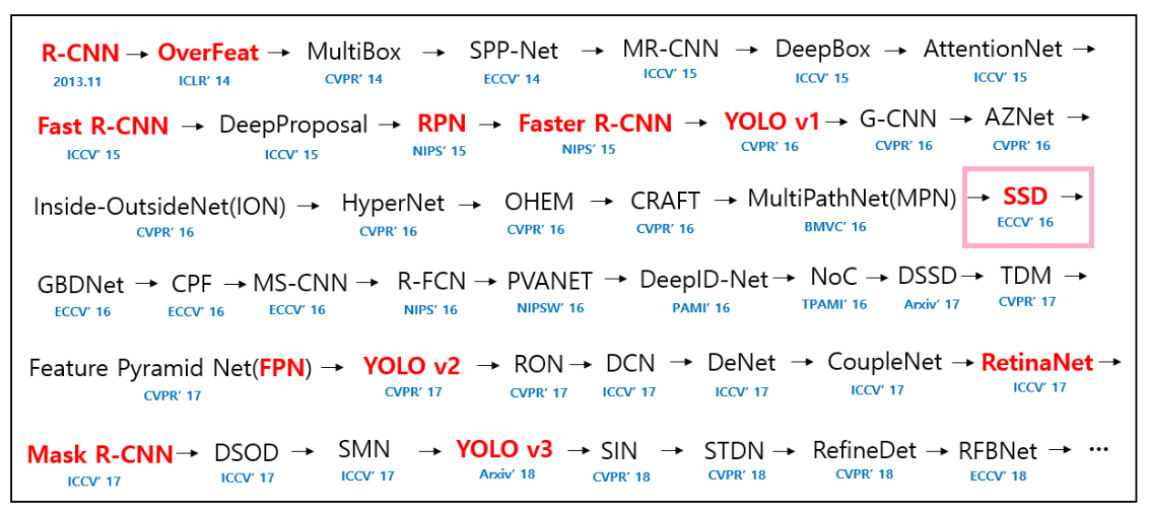 R-CNN → OverFeat → MultiBox → SPP-Net → MR-CNN → DeepBox → AttentionNet →
2013.11 ICLR' 14 CVPR' 14 ECCV' 14 ICCV' 15 ICCV' 15 ICCV' 15
Fast R-CNN → DeepProposal → RPN → Faster R-CNN → YOLO v1 → G-CNN → AZNet →
ICCV' 15 ICCV' 15 NIPS' 15 NIPS' 15 CVPR' 16 CVPR' 16 CVPR' 16
Inside-OutsideNet(ION) → HyperNet → OHEM → CRAFT → MultiPathNet(MPN) → SSD →
CVPR' 16 CVPR' 16 CVPR' 16 CVPR' 16 BMVC' 16 ECCV' 16
GBDNet → CPF → MS-CNN → R-FCN → PVANET → DeepID-Net → NoC → DSSD → TDM →
ECCV' 16 ECCV' 16 ECCV' 16 NIPS' 16 NIPSW' 16 PAMI' 16 TPAMI' 16 Arxiv' 17 CVPR' 17
Feature Pyramid Net(FPN) → YOLO v2 → RON → DCN → DeNet → CoupleNet → RetinaNet →
CVPR' 17 CVPR' 17 CVPR' 17 ICCV' 17 ICCV' 17 ICCV' 17 ICCV' 17
Mask R-CNN → DSOD → SMN → YOLO v3 → SIN → STDN → RefineDet → RFBNet → ···
ICCV' 17 ICCV' 17 ICCV' 17 Arxiv' 18 CVPR' 18 CVPR' 18 CVPR' 18 ECCV' 18